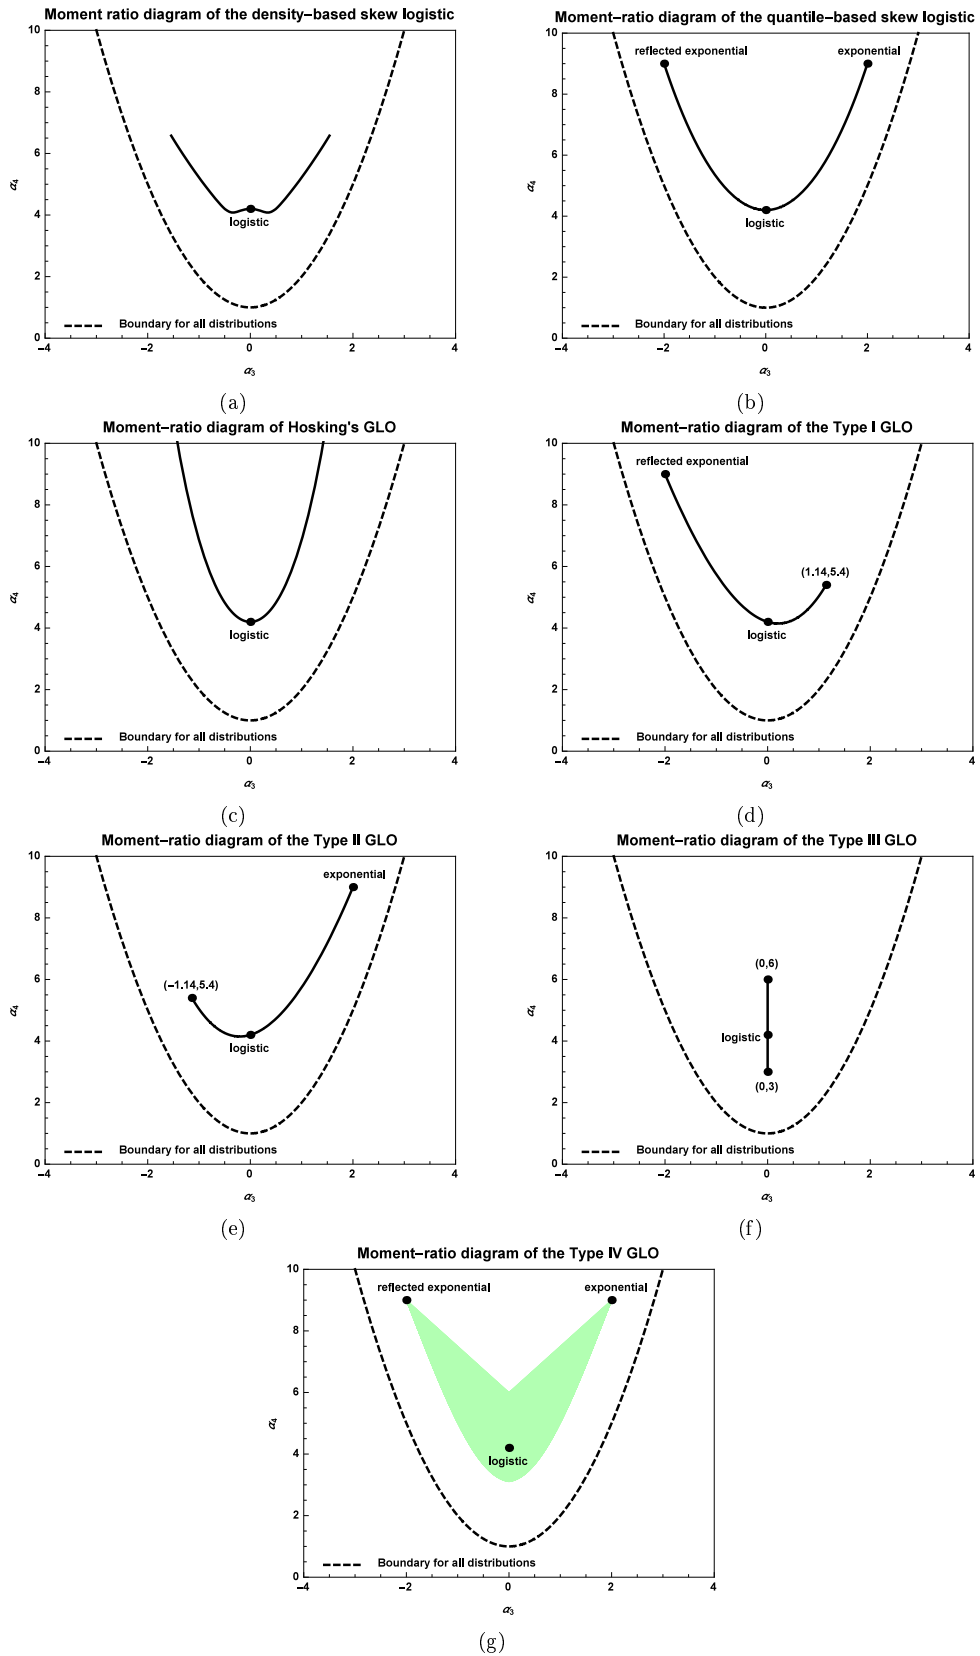 Moment ratio diagram of the density–based skew logistic
10
8
6
4
2
0
α4
logistic
Boundary for all distributions
−4
−2
0
2
4
α3
(a)
Moment–ratio diagram of the quantile–based skew logistic
10
8
6
4
2
0
α4
reflected exponential
exponential
logistic
Boundary for all distributions
−4
−2
0
2
4
α3
(b)
Moment–ratio diagram of Hosking's GLO
10
8
6
4
2
0
α4
logistic
Boundary for all distributions
−4
−2
0
2
4
α3
(c)
Moment–ratio diagram of the Type I GLO
10
8
6
4
2
0
α4
reflected exponential
(1.14,5.4)
logistic
Boundary for all distributions
−4
−2
0
2
4
α3
(d)
Moment–ratio diagram of the Type II GLO
10
8
6
4
2
0
α4
exponential
(−1.14,5.4)
logistic
Boundary for all distributions
−4
−2
0
2
4
α3
(e)
Moment–ratio diagram of the Type III GLO
10
8
6
4
2
0
α4
(0,6)
logistic
(0,3)
Boundary for all distributions
−4
−2
0
2
4
α3
(f)
Moment–ratio diagram of the Type IV GLO
10
8
6
4
2
0
α4
reflected exponential
exponential
logistic
Boundary for all distributions
−4
−2
0
2
4
α3
(g)